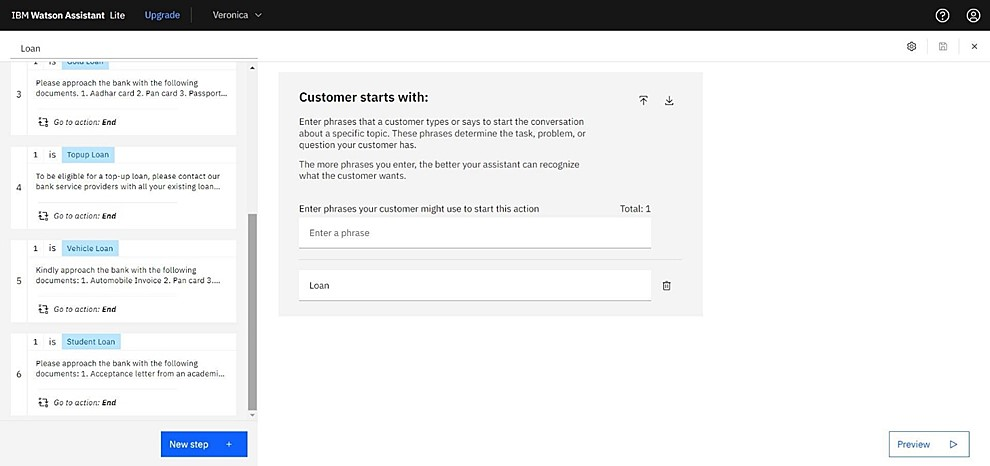 IBM Watson Assistant Lite Upgrade Veronica
Loan
1 is Gold Loan
3
Please approach the bank with the following
documents. 1. Aadhar card 2. Pan card 3. Passport...
Go to action: End
1 is Topup Loan
4
To be eligible for a top-up loan, please contact our
bank service providers with all your existing loan...
Go to action: End
1 is Vehicle Loan
5
Kindly approach the bank with the following
documents: 1. Automobile Invoice 2. Pan card 3....
Go to action: End
1 is Student Loan
6
Please approach the bank with the following
documents: 1. Acceptance letter from an academi...
Go to action: End
New step +
Customer starts with:
Enter phrases that a customer types or says to start the conversation
about a specific topic. These phrases determine the task, problem, or
question your customer has.
The more phrases you enter, the better your assistant can recognize
what the customer wants.
Enter phrases your customer might use to start this action Total: 1
Enter a phrase
Loan
Preview